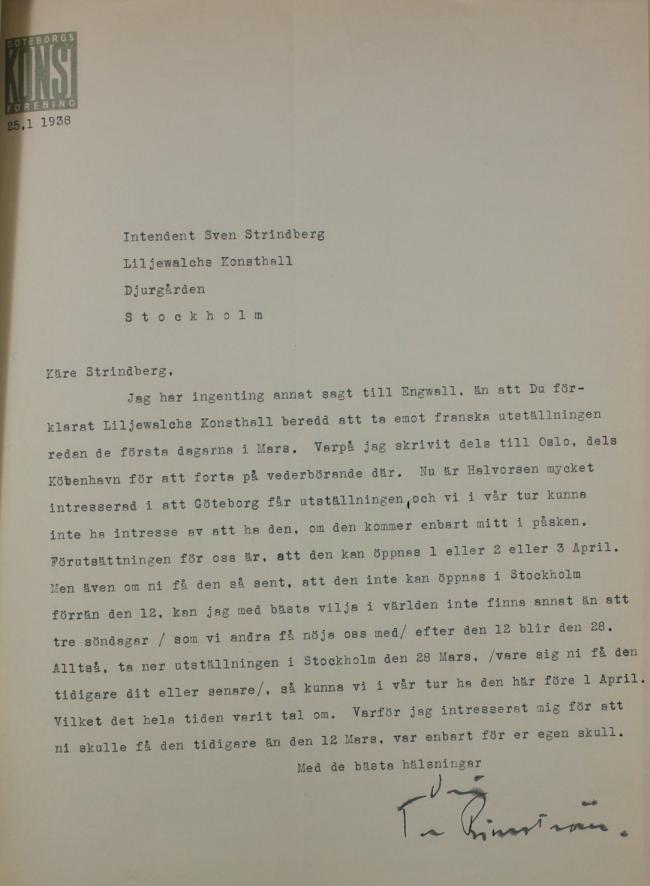 GÖTEBORGS
KONST
FÖRENING
25.1 1938
Intendent Sven Strindberg
Liljewalchs Konsthall
Djurgården
S t o c k h o l m
Käre Strindberg,
Jag har ingenting annat sagt till Engwall, än att Du för-
klarat Liljewalchs Konsthall beredd att ta emot franska utställningen
redan de första dagarna i Mars. Varpå jag skrivit dels till Oslo, dels
Köbenhavn för att forta på vederbörande där. Nu är Halvorsen mycket
intresserad i att Göteborg får utställningen, och vi i vår tur kunna
inte ha intresse av att ha den, om den kommer enbart mitt i påsken.
Förutsättningen för oss är, att den kan öppnas 1 eller 2 eller 3 April.
Men även om ni få den så sent, att den inte kan öppnas i Stockholm
förrän den 12, kan jag med bästa vilja i världen inte finna annat än att
tre söndagar / som vi andra få nöja oss med/ efter den 12 blir den 28.
Alltså, ta ner utställningen i Stockholm den 28 Mars, /vare sig ni få den
tidigare dit eller senare/, så kunna vi i vår tur ha den här före 1 April.
Vilket det hela tiden varit tal om. Varför jag intresserat mig för att
ni skulle få den tidigare än den 12 Mars, var enbart för er egen skull.
Med de bästa hälsningar